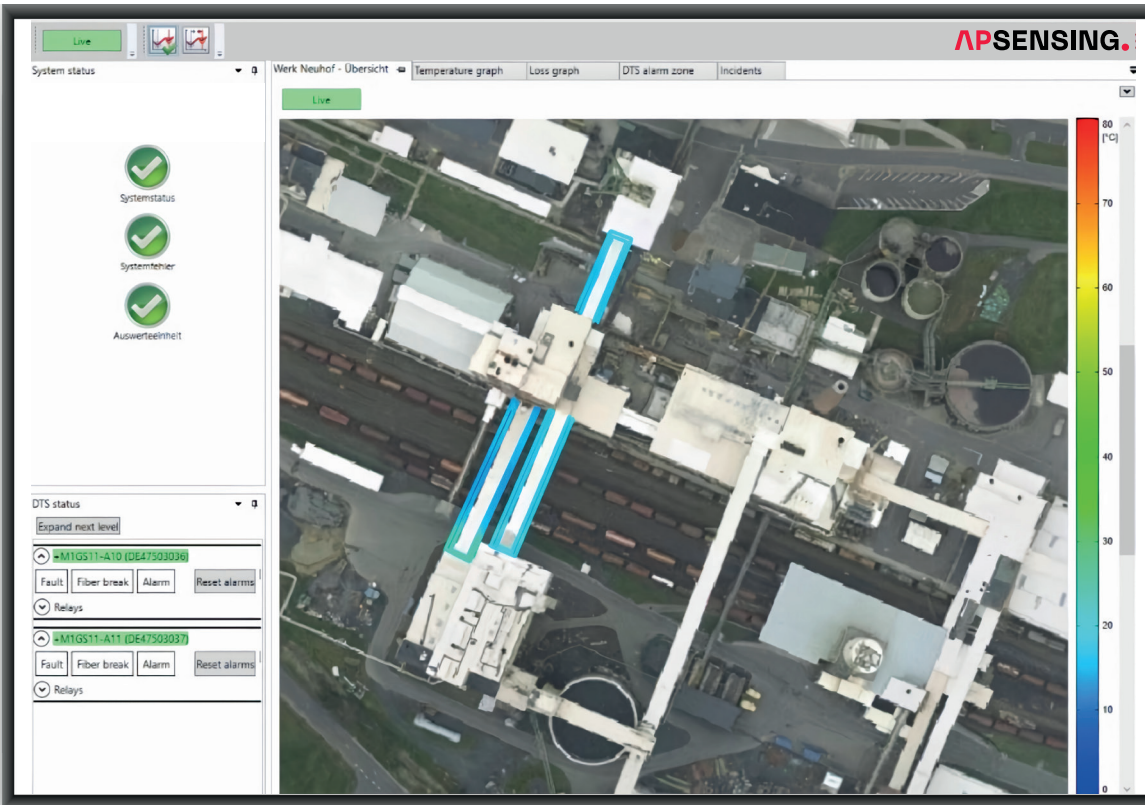 Live
APSENSING.
System status
Werk Neuhof - Übersicht
Temperature graph
Loss graph
DTS alarm zone
Incidents
Live
Systemstatus
Systemfehler
Auswerteeinheit
80
[°C]
70
60
50
40
30
20
10
0
DTS status
Expand next level
+M1GS11-A10 (DE47503036)
Fault
Fiber break
Alarm
Reset alarms
Relays
+M1GS11-A11 (DE47503037)
Fault
Fiber break
Alarm
Reset alarms
Relays